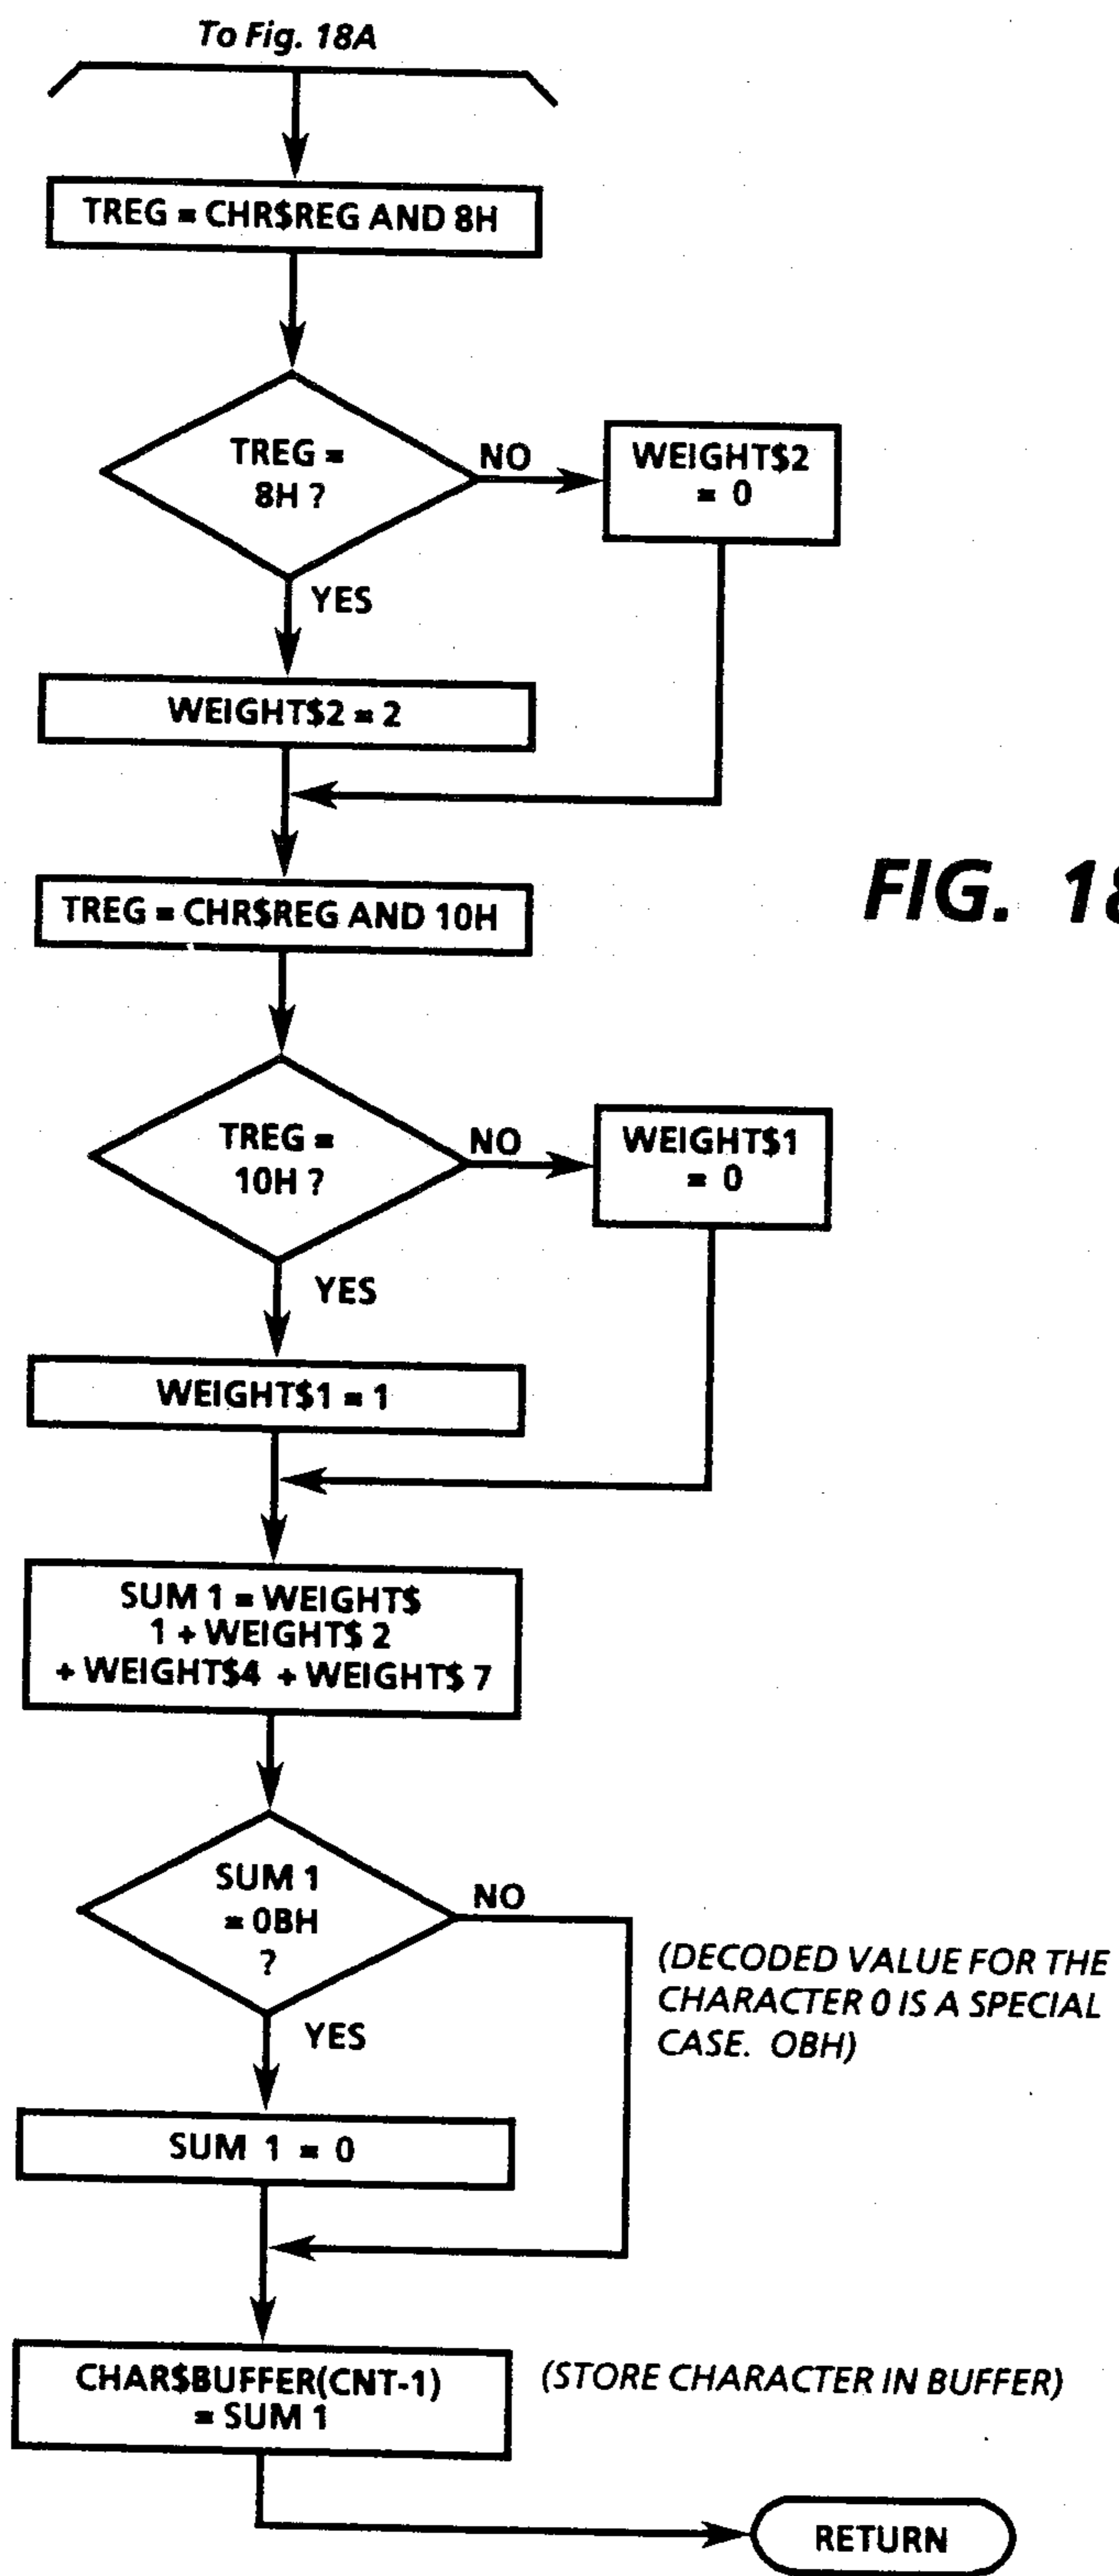 To Fig. 18A
TREG = CHR$REG AND 8H
TREG =
8H ?
NO
WEIGHT$2
= 0
YES
WEIGHT$2 = 2
TREG = CHR$REG AND 10H
FIG. 18
TREG =
10H ?
NO
WEIGHT$1
= 0
YES
WEIGHT$1 = 1
SUM 1 = WEIGHT$
1 + WEIGHT$ 2
+ WEIGHT$4 + WEIGHT$ 7
SUM 1
= 0BH
?
NO
(DECODED VALUE FOR THE
CHARACTER 0 IS A SPECIAL
CASE. OBH)
YES
SUM 1 = 0
CHAR$BUFFER(CNT-1)
= SUM 1
(STORE CHARACTER IN BUFFER)
RETURN